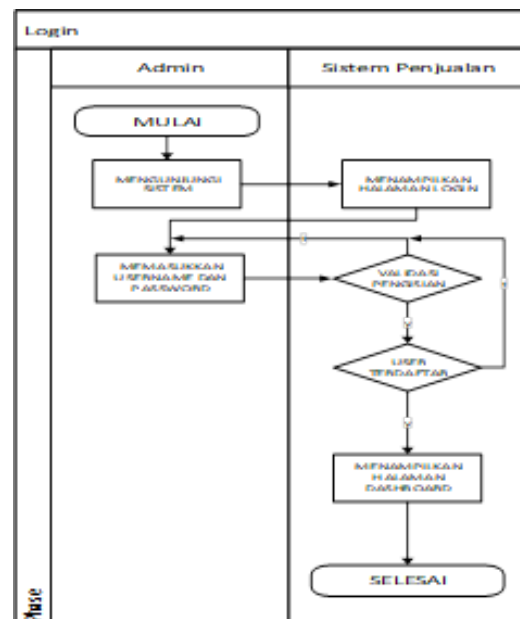 Login
Admin
Sistem Penjualan
MULAI
MENGUNJUNGI
SISTEM
MENAMPILKAN
HALAMAN LOGIN
MEMASUKKAN
USERNAME DAN
PASSWORD
VALIDASI
PENGISIAN
USER
TERDAFTAR
MENAMPILKAN
HALAMAN
DASHBOARD
SELESAI